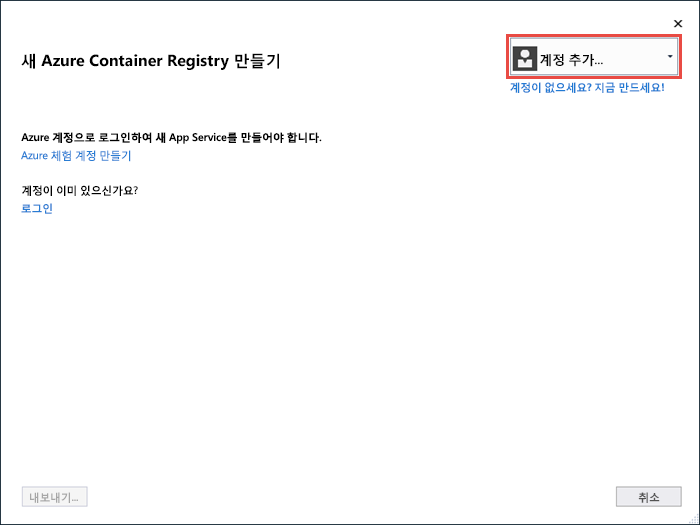 새 Azure Container Registry 만들기
계정 추가...
계정이 없으세요? 지금 만드세요!
Azure 계정으로 로그인하여 새 App Service를 만들어야 합니다.
Azure 체험 계정 만들기
계정이 이미 있으신가요?
로그인
내보내기...
취소